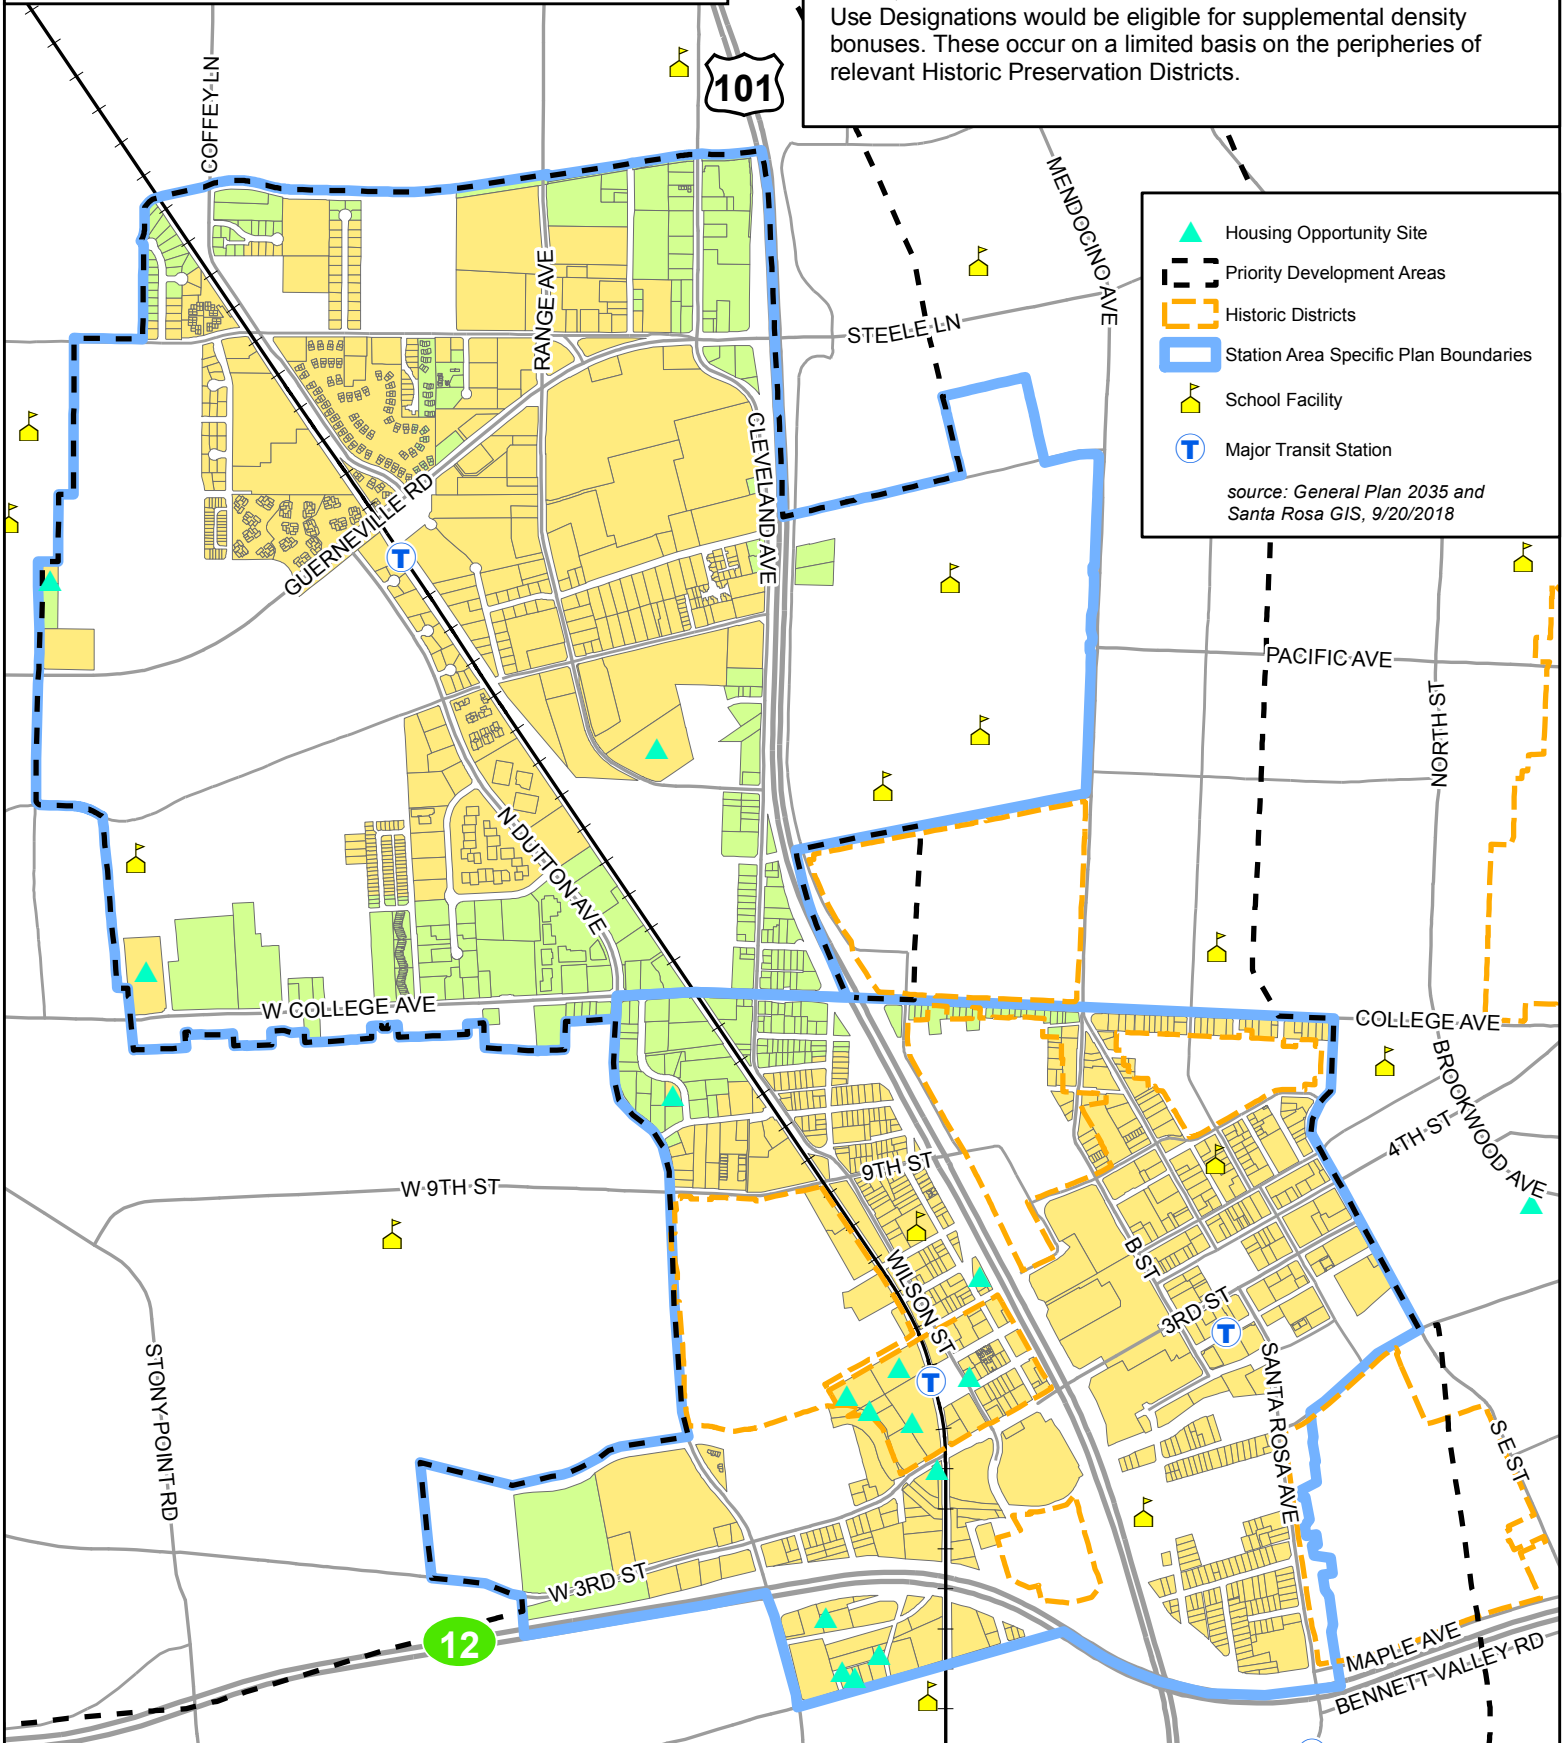 Use Designations would be eligible for supplemental density
bonuses. These occur on a limited basis on the peripheries of
relevant Historic Preservation Districts.
101
COFFEY LN
MENDOCINO AVE
Housing Opportunity Site
Priority Development Areas
Historic Districts
Station Area Specific Plan Boundaries
School Facility
T
Major Transit Station
source: General Plan 2035 and
Santa Rosa GIS, 9/20/2018
RANGE AVE
STEELE LN
CLEVELAND AVE
GUERNEVILLE RD
T
PACIFIC AVE
NORTH ST
N DUTTON AVE
W COLLEGE AVE
COLLEGE AVE
BROOKWOOD AVE
4TH ST
9TH ST
W 9TH ST
B ST
WILSON ST
3RD ST
T
T
SANTA ROSA AVE
STONY POINT RD
S E ST
W 3RD ST
12
MAPLE AVE
BENNETT VALLEY RD